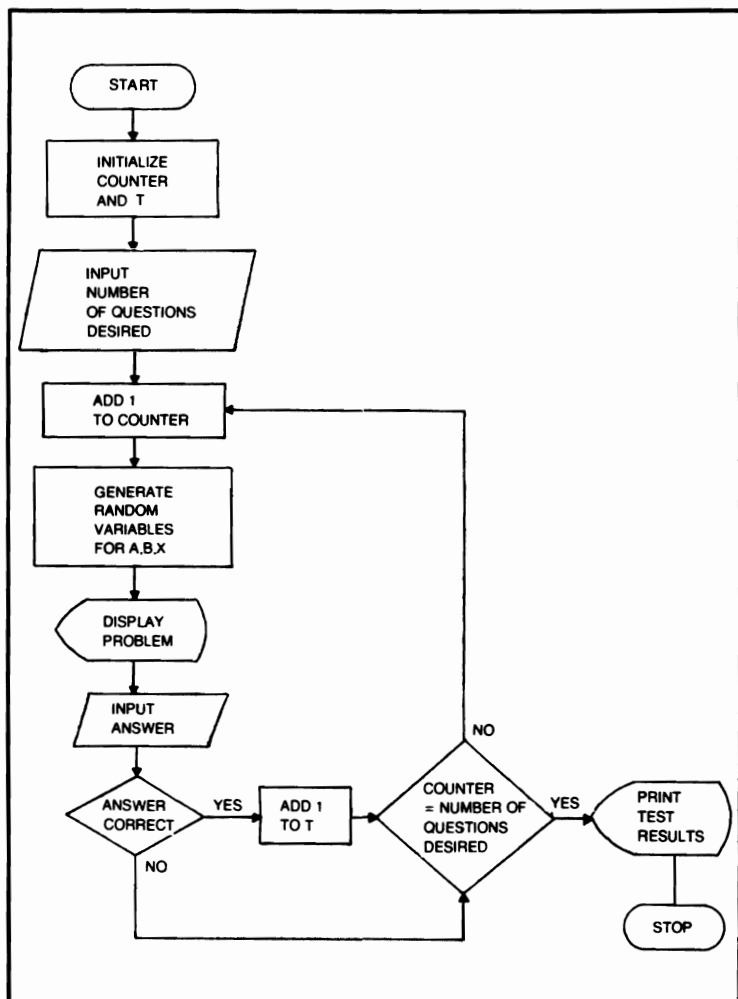 START
INITIALIZE
COUNTER
AND T
INPUT
NUMBER
OF QUESTIONS
DESIRED
ADD 1
TO COUNTER
GENERATE
RANDOM
VARIABLES
FOR A,B,X
DISPLAY
PROBLEM
INPUT
ANSWER
ANSWER
CORRECT
YES
NO
ADD 1
TO T
COUNTER
= NUMBER OF
QUESTIONS
DESIRED
NO
YES
PRINT
TEST
RESULTS
STOP